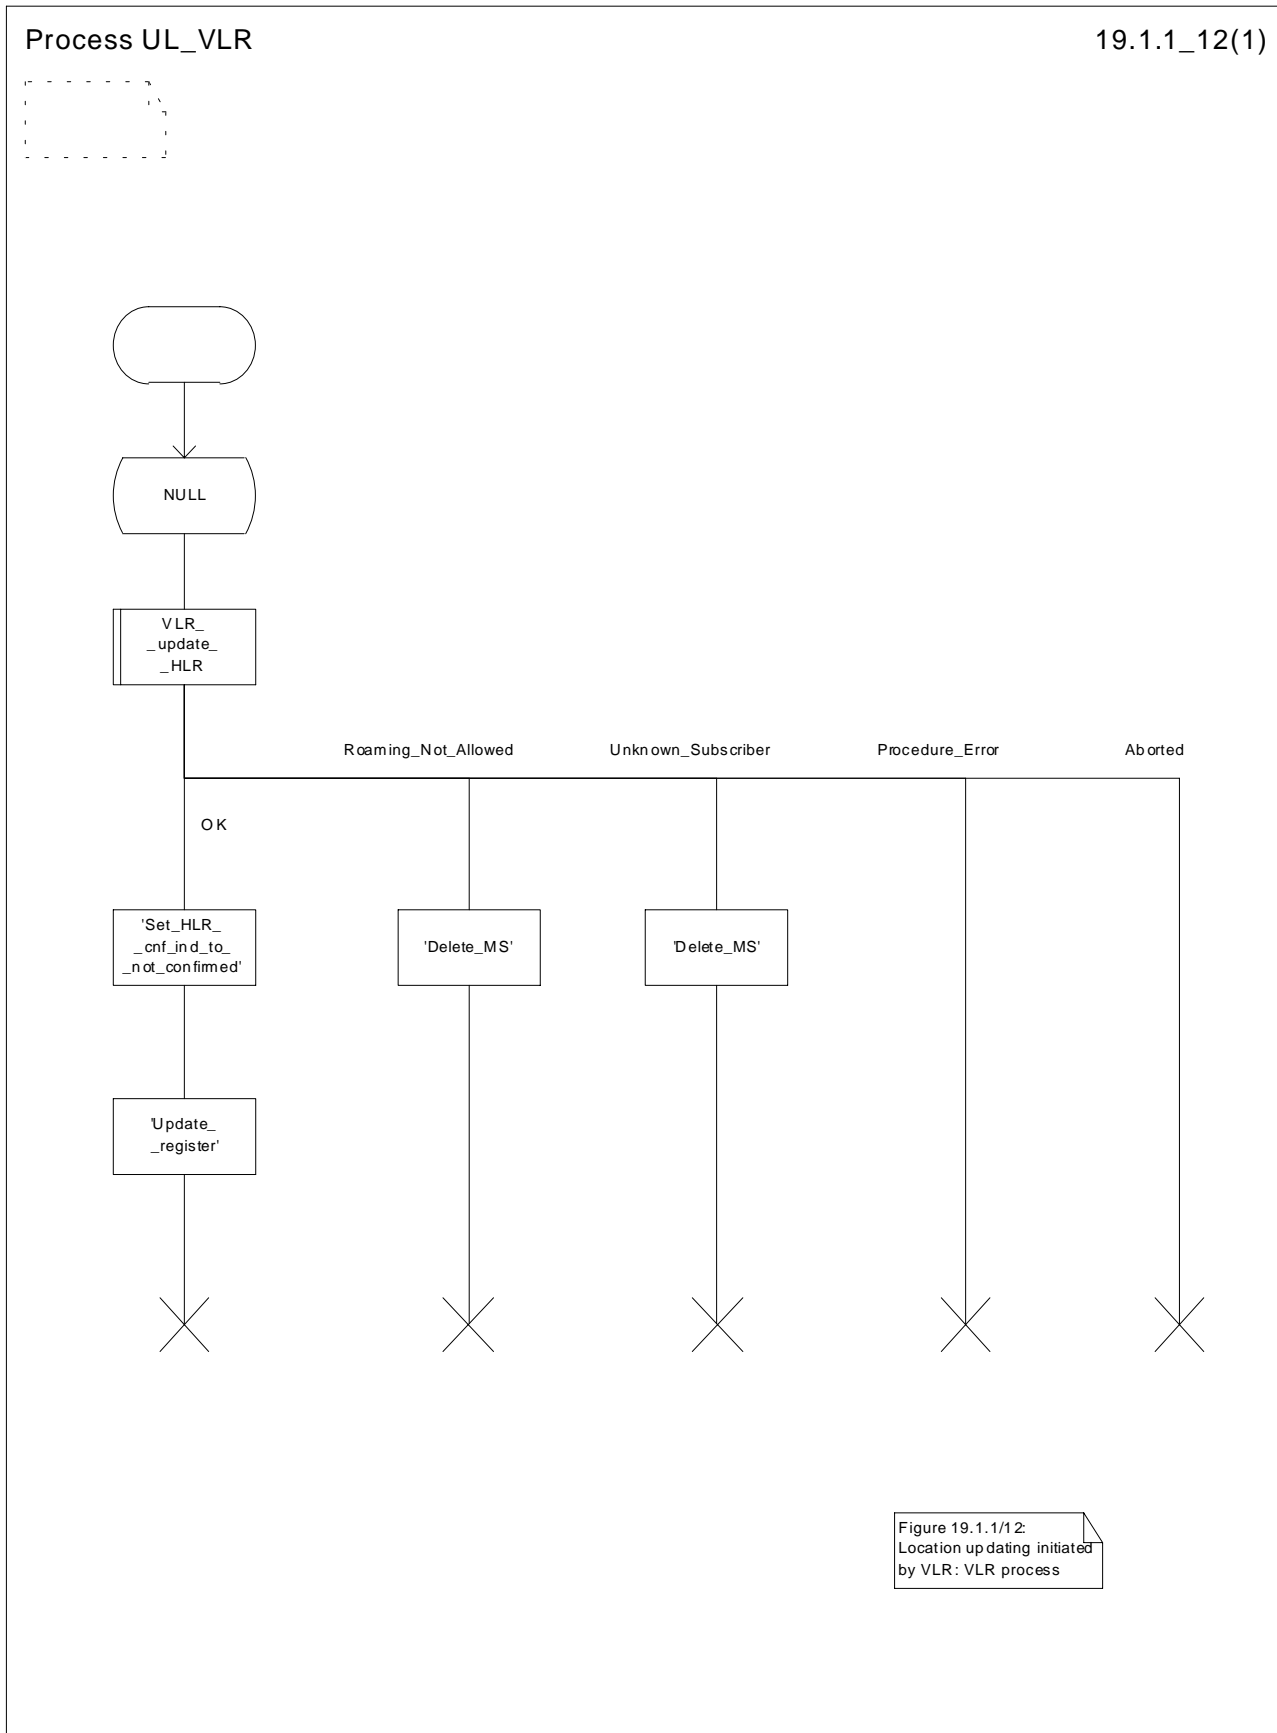 Process UL_VLR
19.1.1_12(1)
NULL
VLR_
_update_
_HLR
Roaming_Not_Allowed
Unknown_Subscriber
Procedure_Error
Aborted
OK
'Set_HLR_
_cnf_ind_to_
_not_confirmed'
'Delete_MS'
'Delete_MS'
'Update_
_register'
Figure 19.1.1/12:
Location updating initiated
by VLR: VLR process